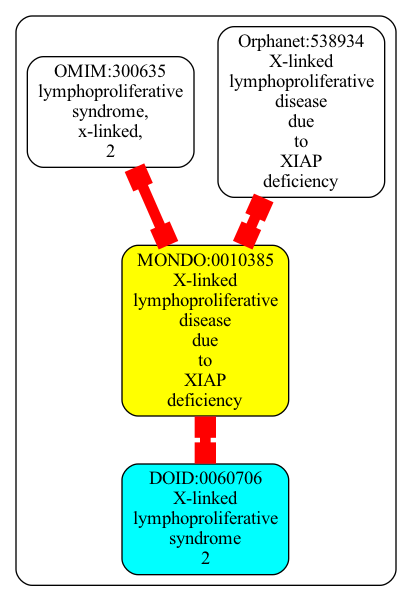 OMIM:300635
lymphoproliferative
syndrome,
x-linked,
2
Orphanet:538934
X-linked
lymphoproliferative
disease
due
to
XIAP
deficiency
MONDO:0010385
X-linked
lymphoproliferative
disease
due
to
XIAP
deficiency
DOID:0060706
X-linked
lymphoproliferative
syndrome
2